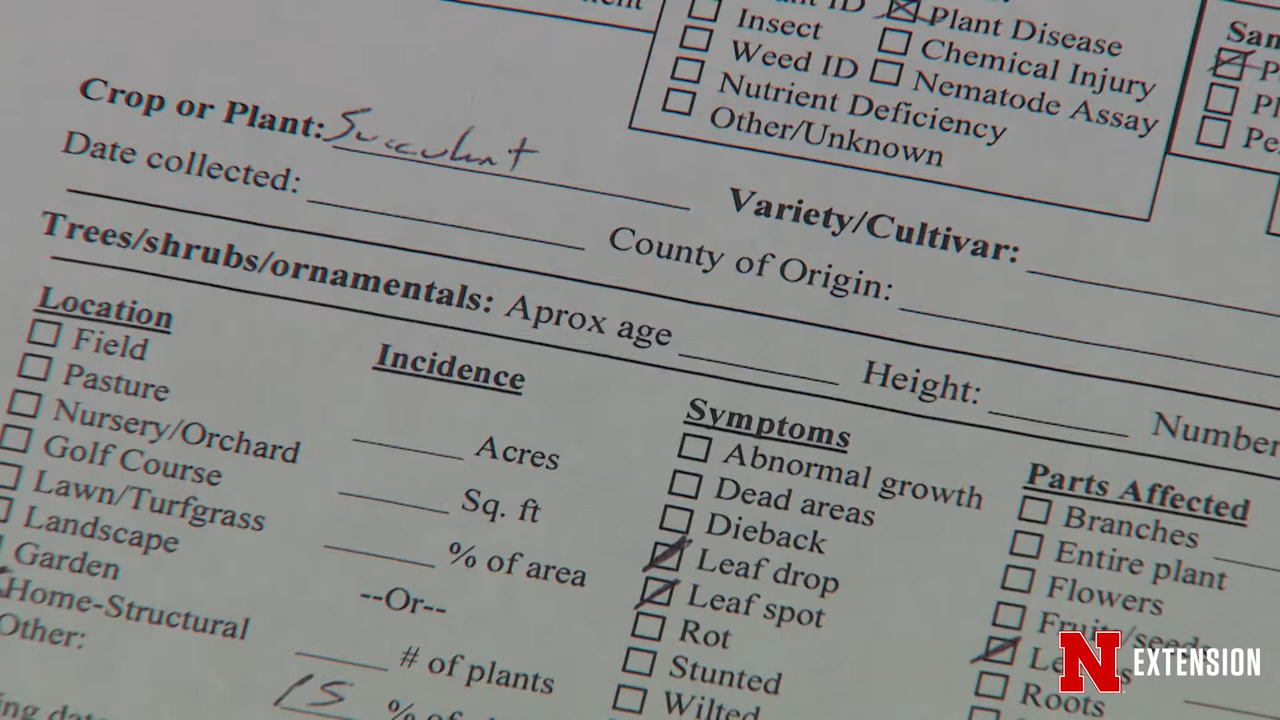 Plant Disease
Insect
Chemical Injury
Weed ID
Nematode Assay
Nutrient Deficiency
Other/Unknown
Crop or Plant: Succulent
Variety/Cultivar:
Date collected:
County of Origin:
Trees/shrubs/ornamentals: Aprox age
Height:
Number
Location
Field
Pasture
Nursery/Orchard
Golf Course
Lawn/Turfgrass
Landscape
Garden
Home-Structural
Other:
Incidence
Acres
Sq. ft
% of area
--Or--
# of plants
15 %
Symptoms
Abnormal growth
Dead areas
Dieback
Leaf drop
Leaf spot
Rot
Stunted
Wilted
Parts Affected
Branches
Entire plant
Flowers
Roots
N EXTENSION